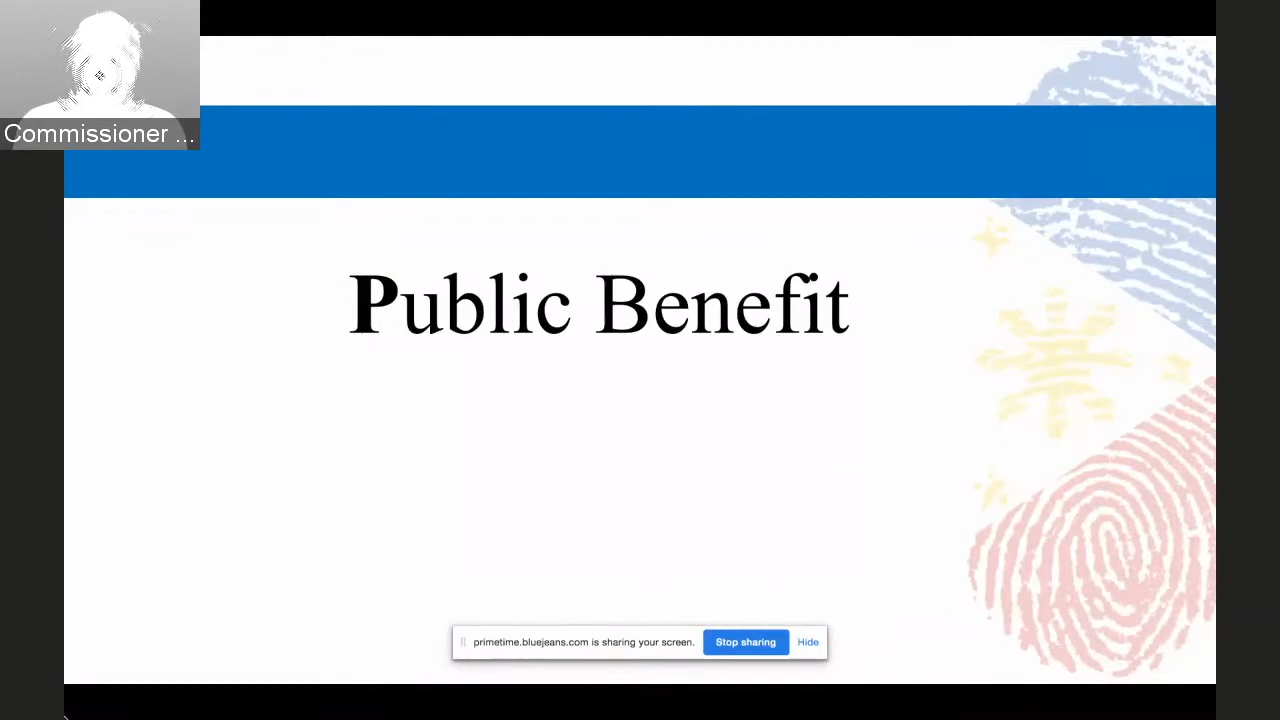 Commissioner ...
Public Benefit
primetime.bluejeans.com is sharing your screen. Stop sharing Hide